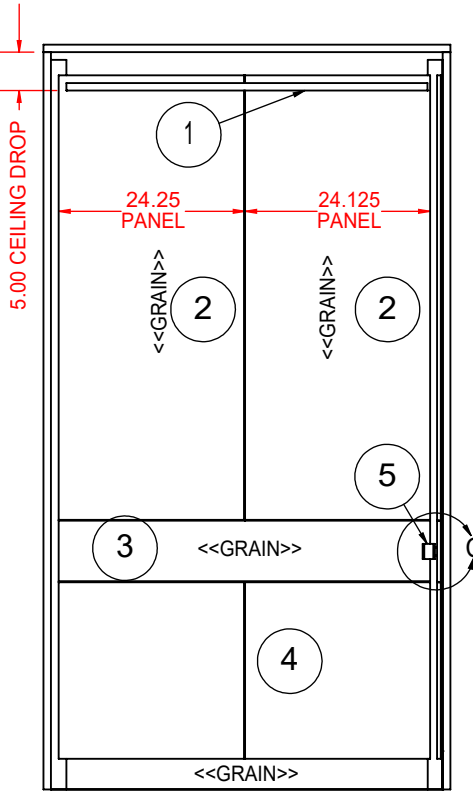 5.00 CEILING DROP
1
24.25
PANEL
24.125
PANEL
<<GRAIN>>
2
<<GRAIN>>
2
5
3
<<GRAIN>>
4
<<GRAIN>>